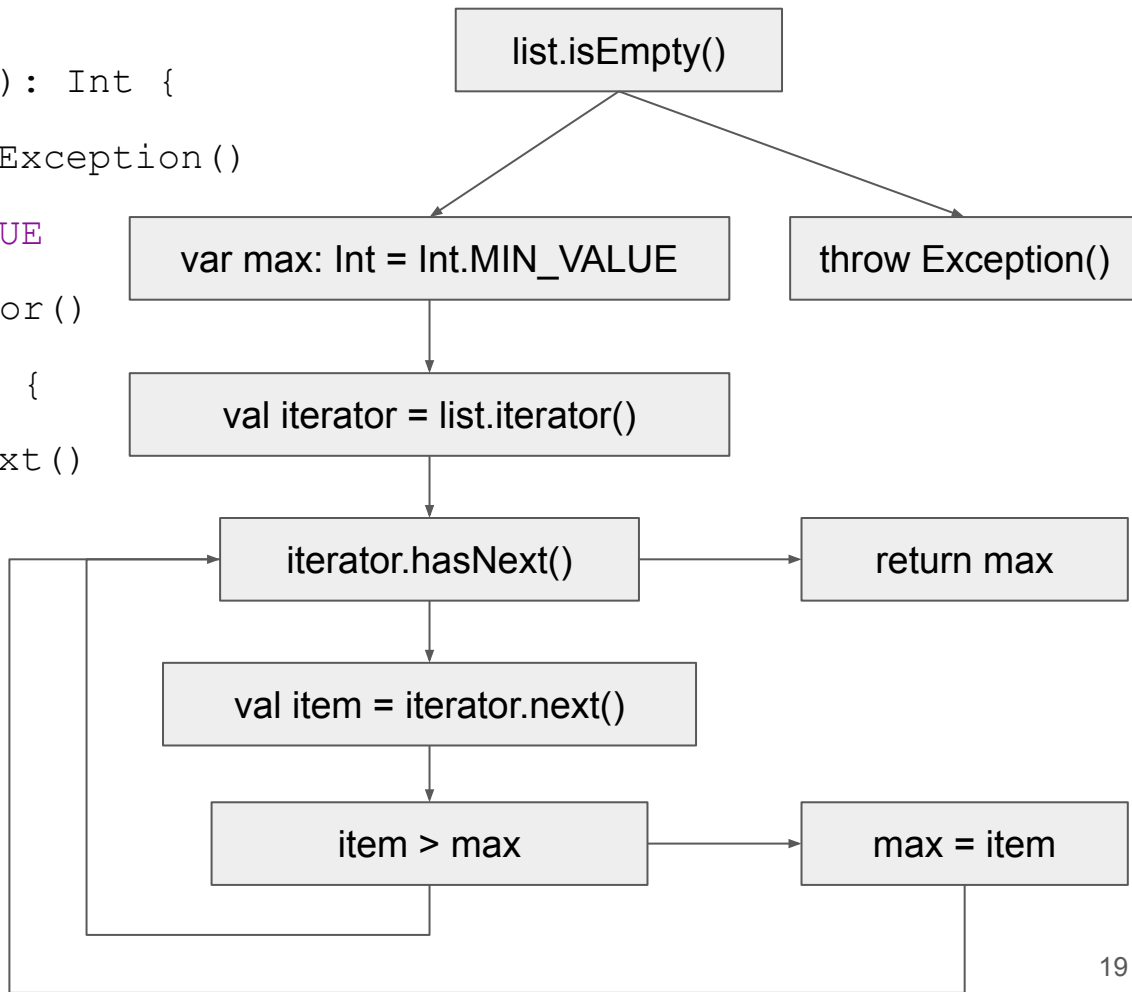 list.isEmpty()
): Int {
Exception()
UE
var max: Int = Int.MIN_VALUE
throw Exception()
or()
{
val iterator = list.iterator()
xt()
iterator.hasNext()
return max
val item = iterator.next()
item > max
max = item
19